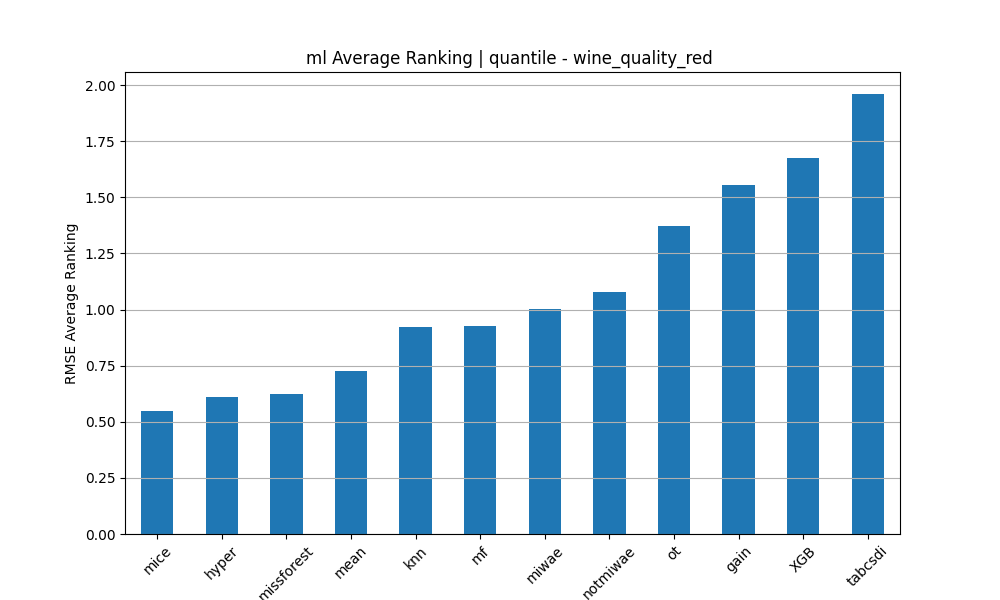 ml Average Ranking | quantile - wine_quality_red
RMSE Average Ranking
2.00
1.75
1.50
1.25
1.00
0.75
0.50
0.25
0.00
mice
hyper
missforest
mean
knn
mf
miwae
notmiwae
ot
gain
XGB
tabcsdi